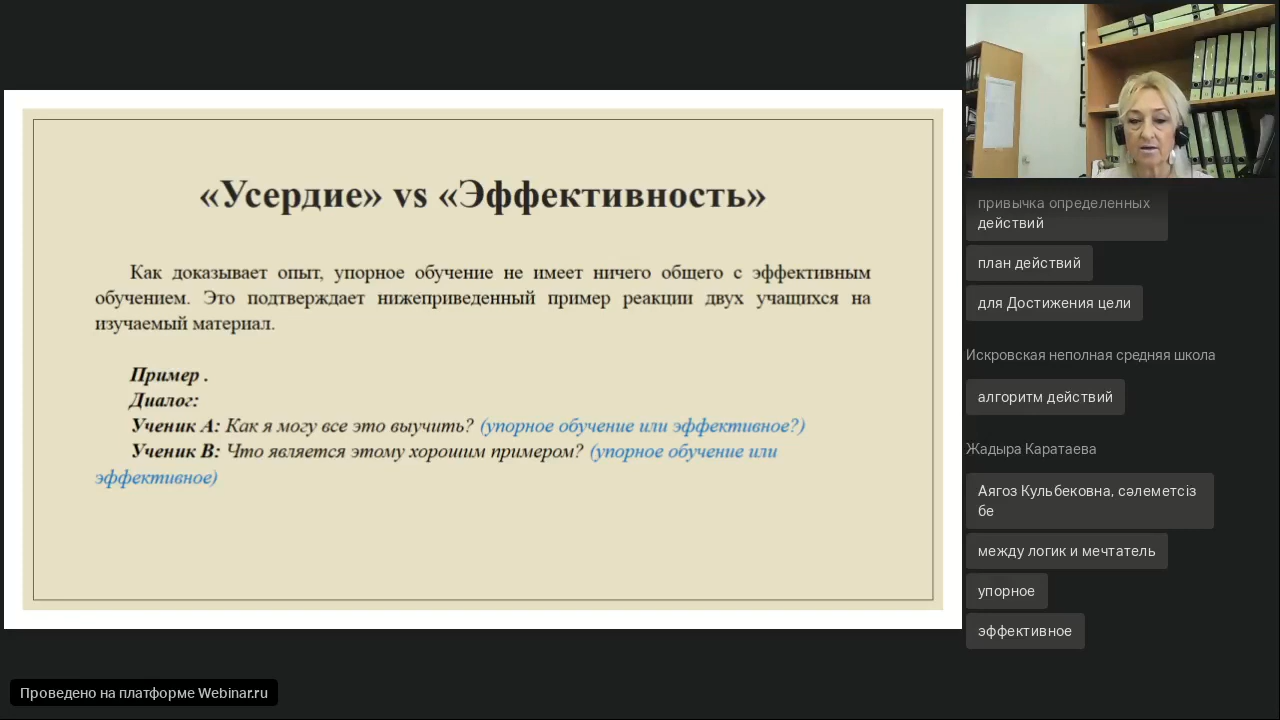 «Усердие» vs «Эффективность»
Как доказывает опыт, упорное обучение не имеет ничего общего с эффективным
обучением. Это подтверждает нижеприведенный пример реакции двух учащихся на
изучаемый материал.
Пример .
Диалог:
Ученик А: Как я могу все это выучить? (упорное обучение или эффективное?)
Ученик В: Что является этому хорошим примером? (упорное обучение или
эффективное)
привычка определенных
действий
план действий
для Достижения цели
Искровская неполная средняя школа
алгоритм действий
Жадыра Каратаева
Аягоз Кульбековна, сәлеметсіз
бе
между логик и мечтатель
упорное
эффективное
Проведено на платформе Webinar.ru